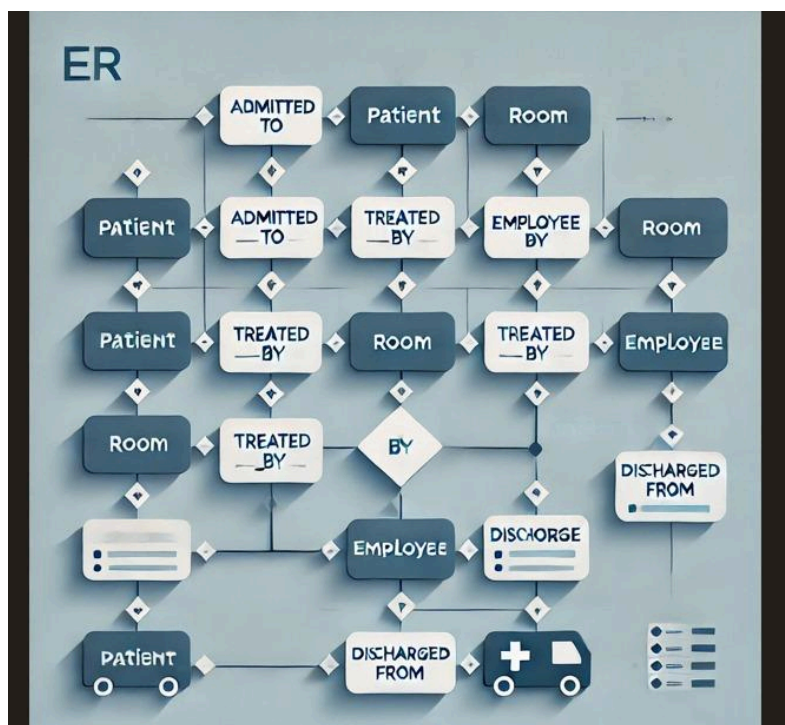 ER
ADMITTED
TO
Patient
Room
PATIENT
ADMITTED
TO
TREATED
BY
EMPLOYEE
BY
ROOM
PATIENT
TREATED
BY
ROOM
TREATED
BY
EMPLOYEE
ROOM
TREATED
BY
BY
DISCHARGED
FROM
EMPLOYEE
DISCHORGE
PATIENT
DISCHARGED
FROM